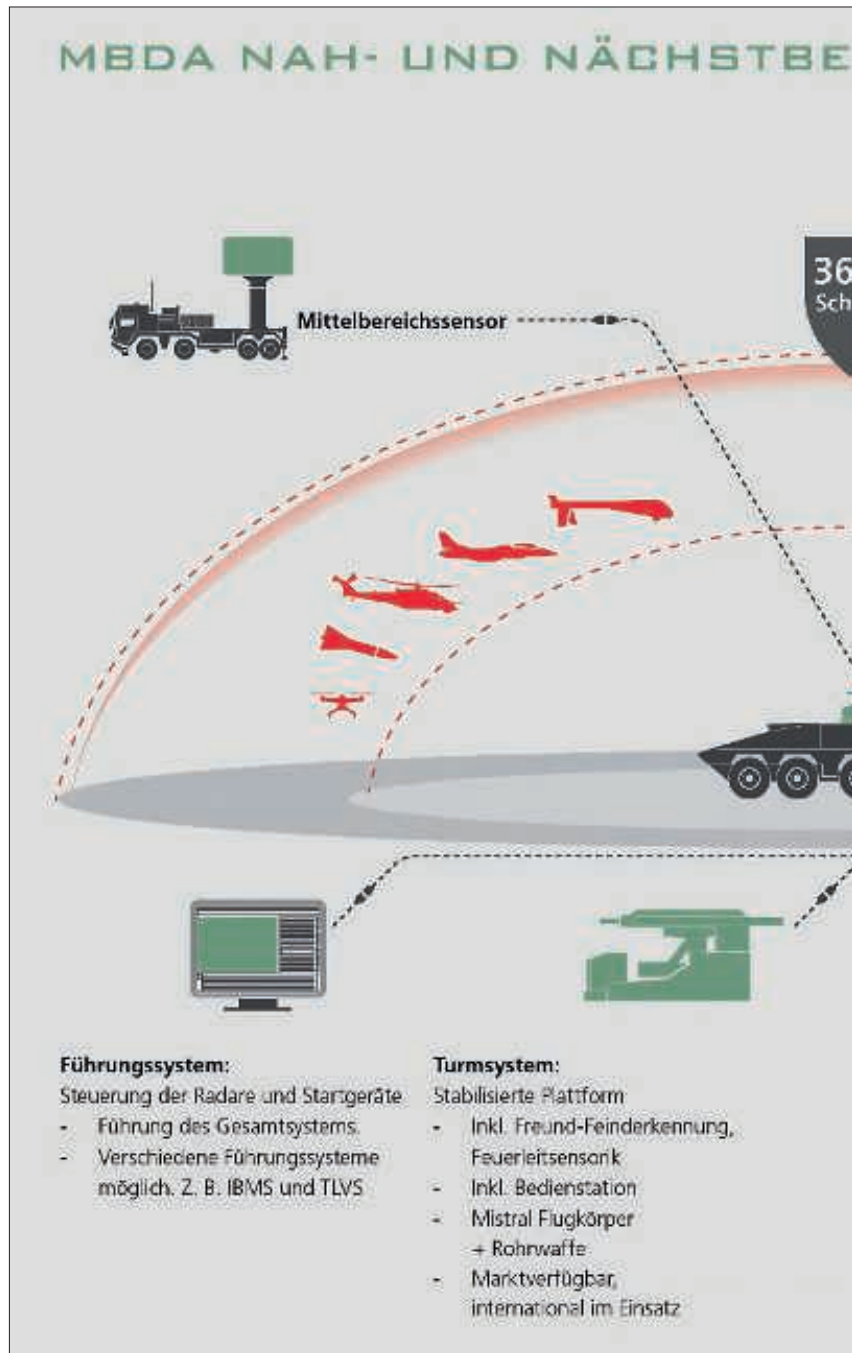 MBDA NAH- UND NÄCHSTBE
36
Sch
Mittelbereichssensor
Führungssystem:
Steuerung der Radare und Startgeräte
- Führung des Gesamtsystems.
- Verschiedene Führungssysteme
möglich. Z. B. IBMS und TLVS
Turmsystem:
Stabilisierte Plattform
- Inkl. Freund-Feinderkennung,
Feuerleitsensorik
- Inkl. Bedienstation
- Mistral Flugkörper
+ Rohrwaffe
- Marktverfügbar,
international im Einsatz